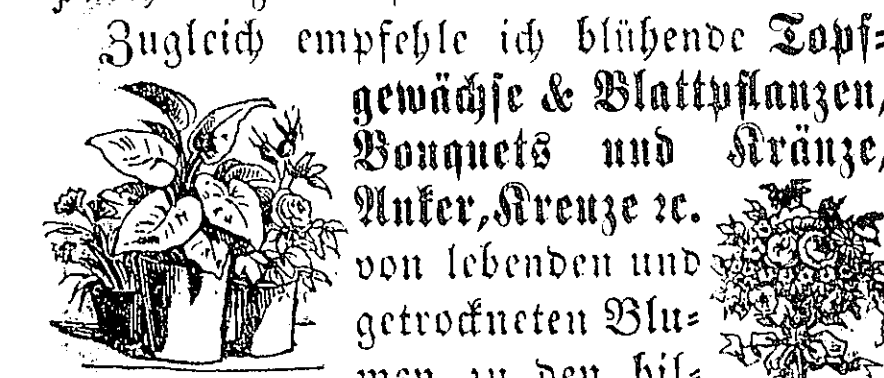 Zugleich empfehle ich blühende Topf=
gewächse & Blattpflanzen,
Bouquets und Kränze,
Anker, Kreuze ꝛc.
von lebenden und
getrockneten Blu=
men zu den bil=